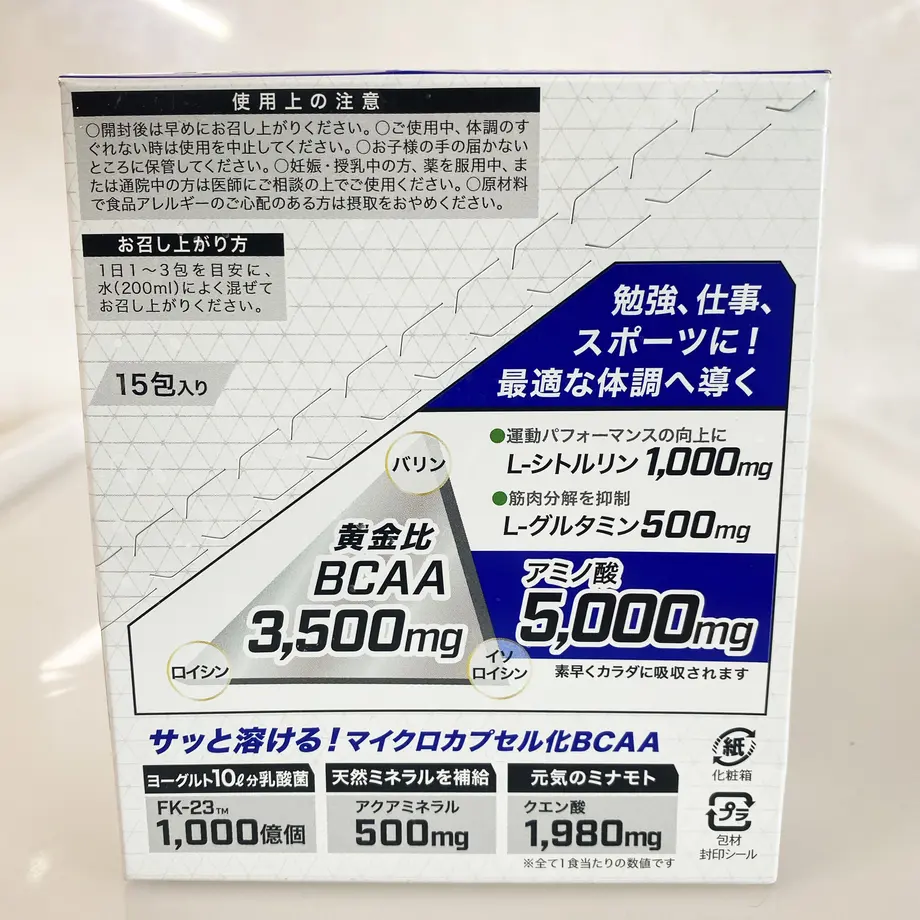 使用上の注意
○開封後は早めにお召し上がりください。○ご使用中、体調のす
ぐれない時は使用を中止してください。○お子様の手の届かない
ところに保管してください。○妊娠・授乳中の方、薬を服用中、ま
たは通院中の方は医師にご相談の上でご使用ください。○原材料
で食品アレルギーのご心配のある方は摂取をおやめください。
お召し上がり方
1日1〜3包を目安に、
水(200ml)によく混ぜて
お召し上がりください。
15包入り
勉強、仕事、
スポーツに!
最適な体調へ導く
●運動パフォーマンスの向上に
L-シトルリン1,000mg
●筋肉分解を抑制
L-グルタミン500mg
バリン
黄金比
BCAA
3,500mg
ロイシン
イソ
ロイシン
アミノ酸
5,000mg
素早くカラダに吸収されます
サッと溶ける!マイクロカプセル化BCAA
ヨーグルト10ℓ分乳酸菌
FK-23™
1,000億個
天然ミネラルを補給
アクアミネラル
500mg
元気のミナモト
クエン酸
1,980mg
※全て1食当たりの数値です
紙
化粧箱
プラ
包材
封印シール